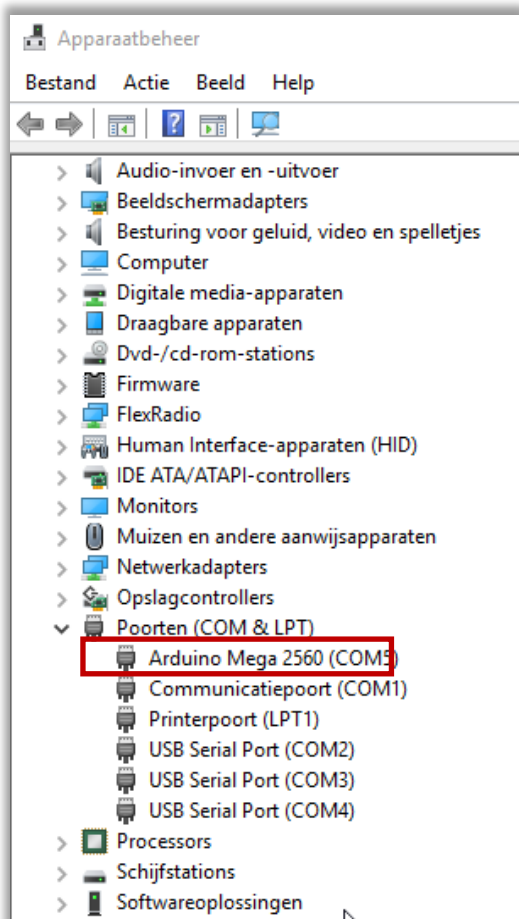 Apparaatbeheer
Bestand Actie Beeld Help
Audio-invoer en -uitvoer
Beeldschermadapters
Besturing voor geluid, video en spelletjes
Computer
Digitale media-apparaten
Draagbare apparaten
Dvd-/cd-rom-stations
Firmware
FlexRadio
Human Interface-apparaten (HID)
IDE ATA/ATAPI-controllers
Monitors
Muizen en andere aanwijsapparaten
Netwerkadapters
Opslagcontrollers
Poorten (COM & LPT)
Arduino Mega 2560 (COM5)
Communicatiepoort (COM1)
Printerpoort (LPT1)
USB Serial Port (COM2)
USB Serial Port (COM3)
USB Serial Port (COM4)
Processors
Schijfstations
Softwareoplossingen